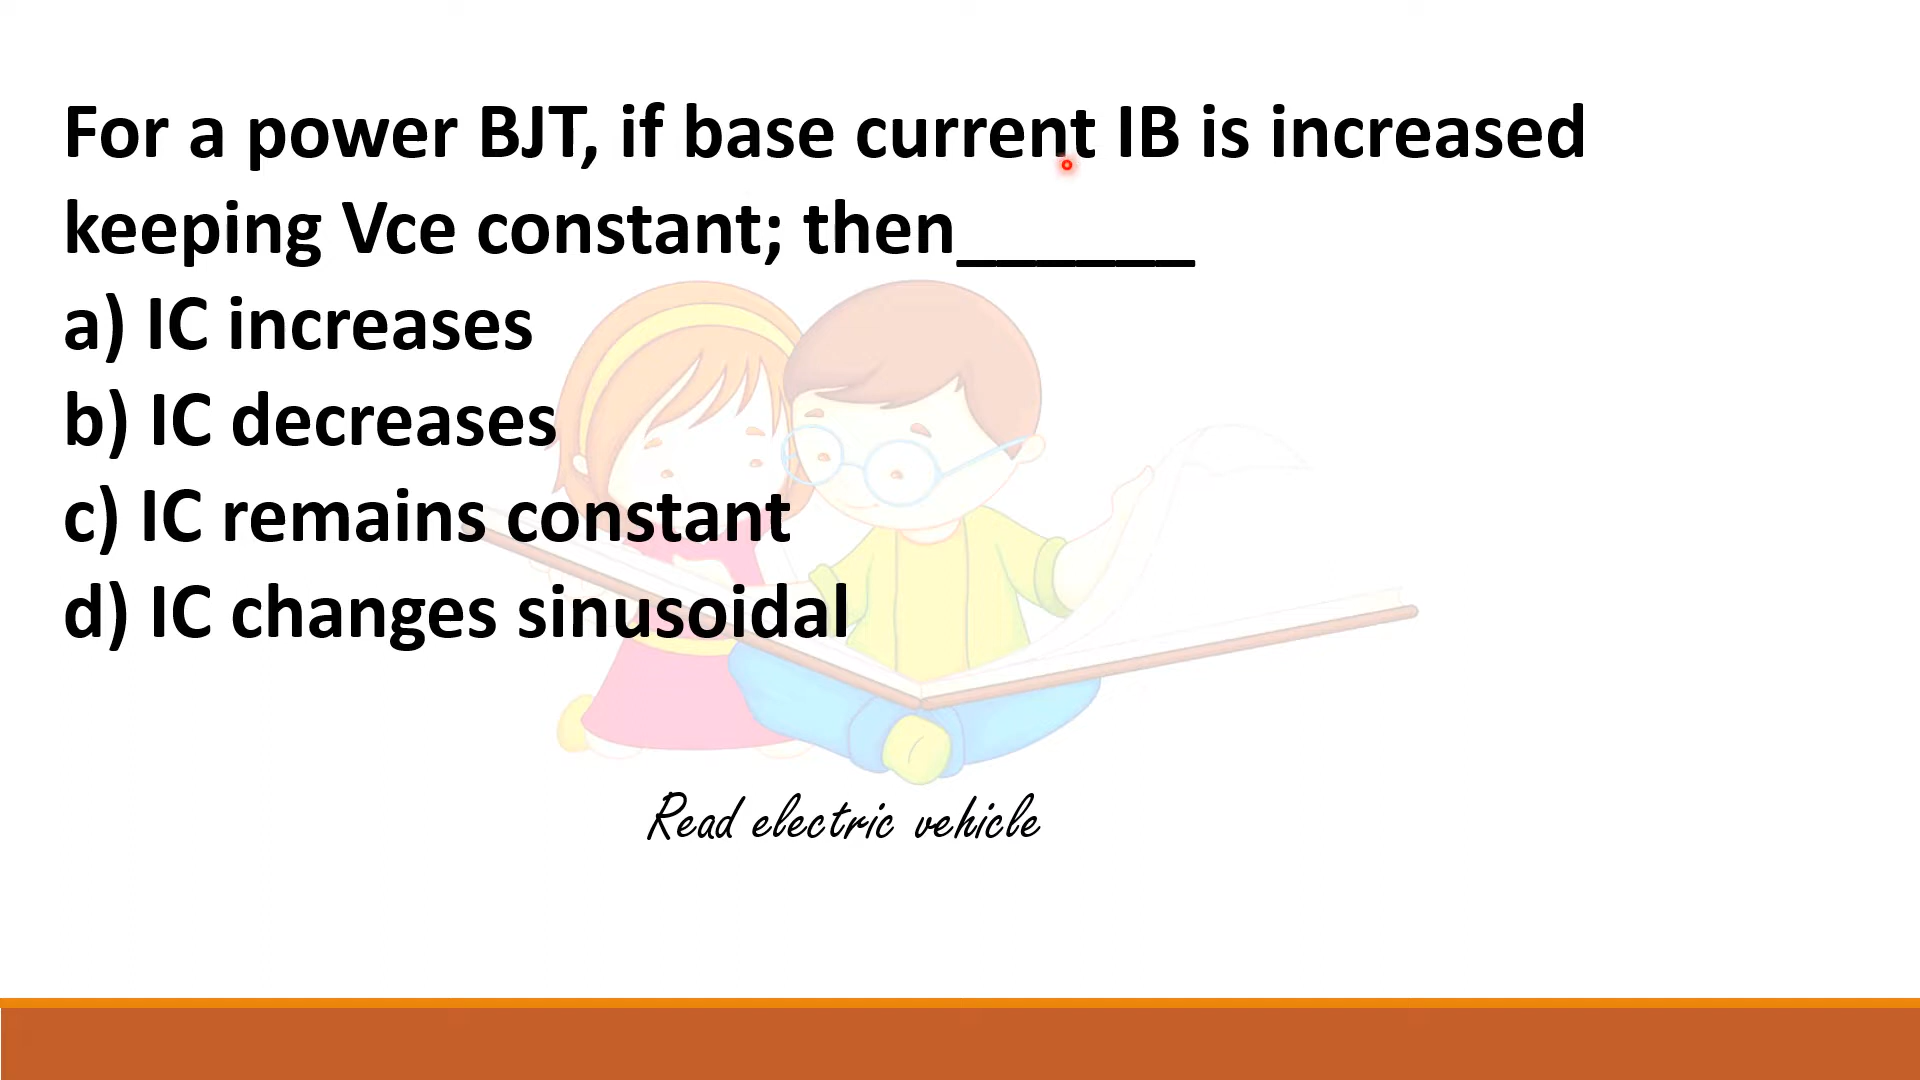 For a power BJT, if base current IB is increased
keeping Vce constant; then______
a) IC increases
b) IC decreases
c) IC remains constant
d) IC changes sinusoidal
Read electric vehicle